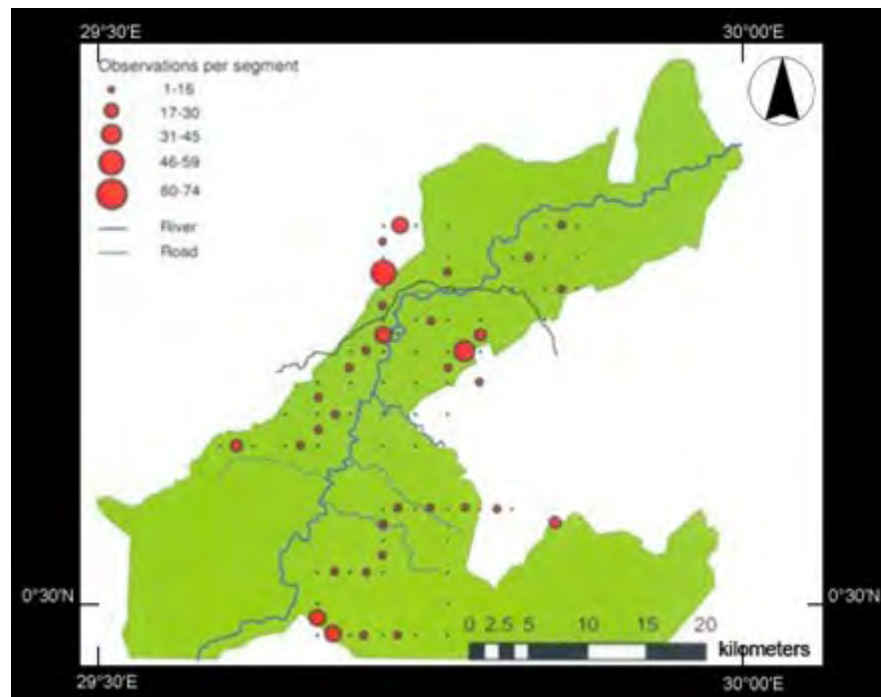 29°30'E 30°00'E
Observations per segment
1-15
17-30
31-45
46-59
60-74
River
Road
0°30'N 0°30'N
0 2.5 5 10 15 20
kilometers
29°30'E 30°00'E